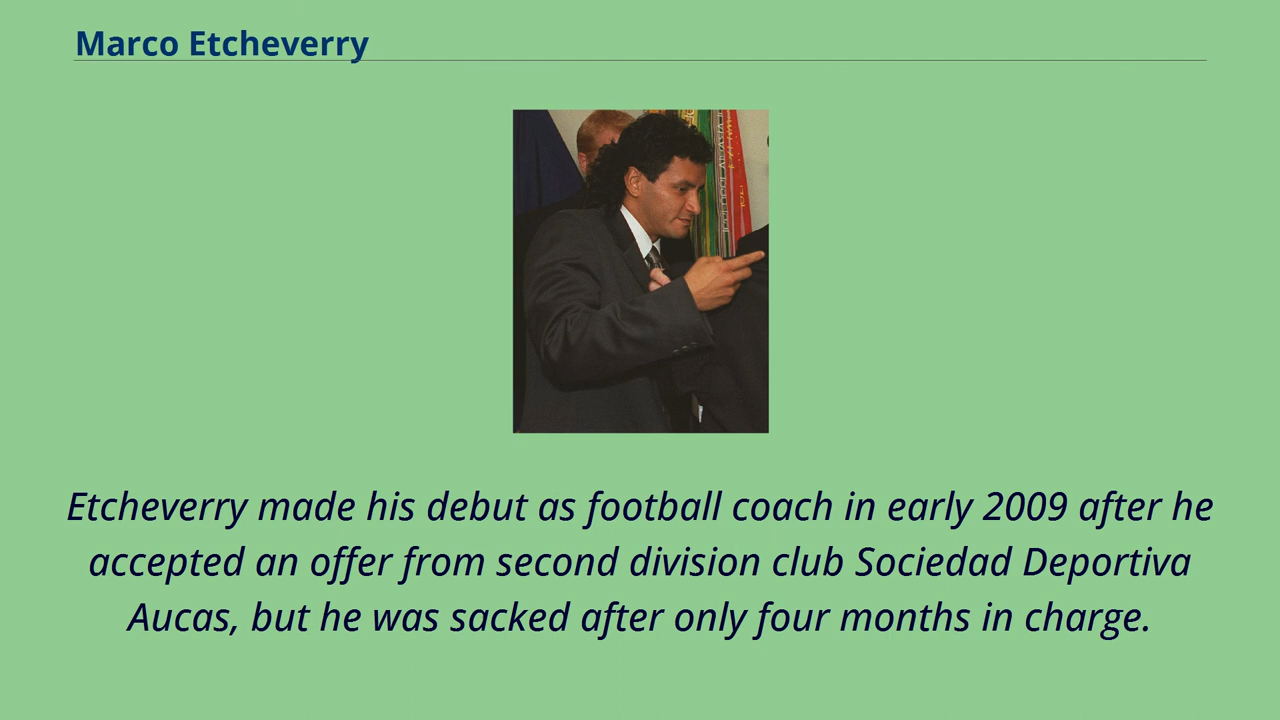 Marco Etcheverry
Etcheverry made his debut as football coach in early 2009 after he
accepted an offer from second division club Sociedad Deportiva
Aucas, but he was sacked after only four months in charge.